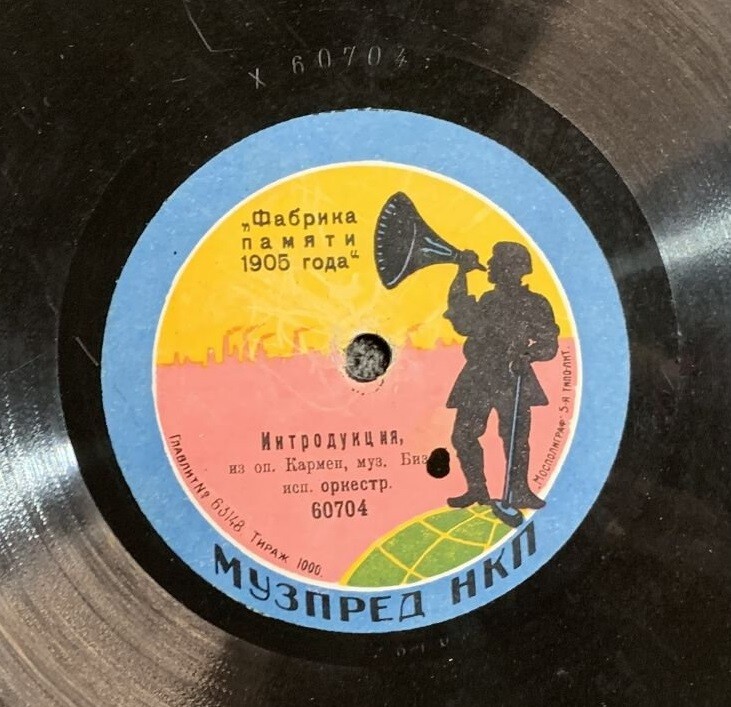 X 60704
„Фабрика
памяти
1905 года“
Интродукция,
из оп. Кармен, муз.
исп. оркестр.
60704
Главлит № 63148 Тираж 1000.
„Мосполиграф“ 5-я типо-лит.
МУЗПРЕД НКП